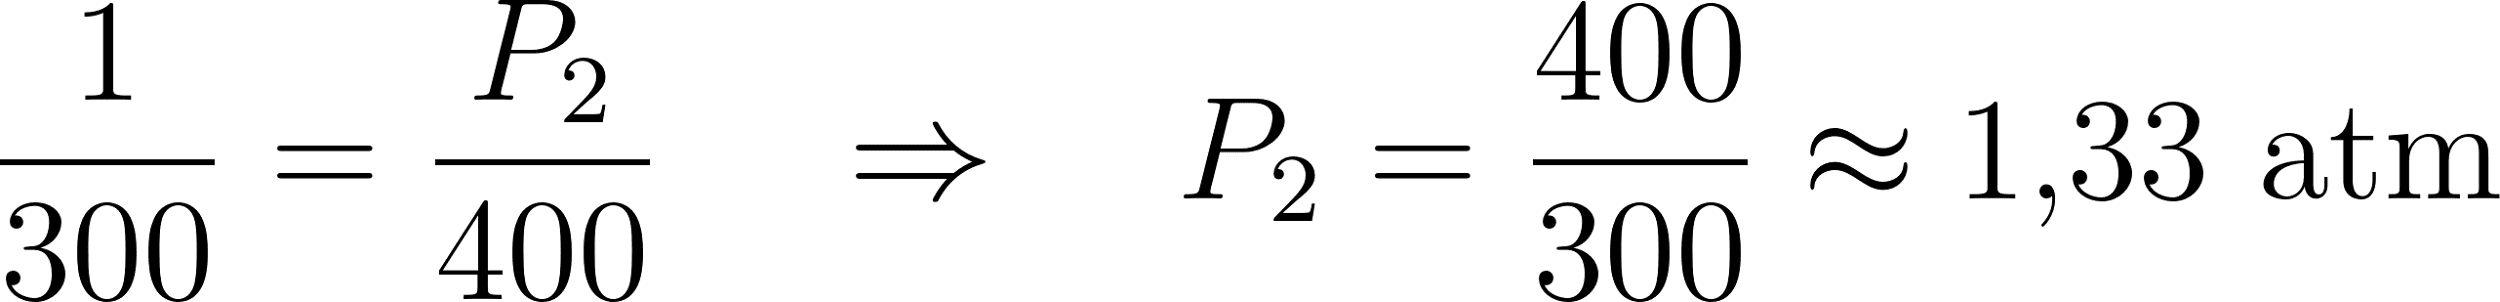 1/300 = P₂/400 ⇒ P₂ = 400/300 ≈ 1,33 atm